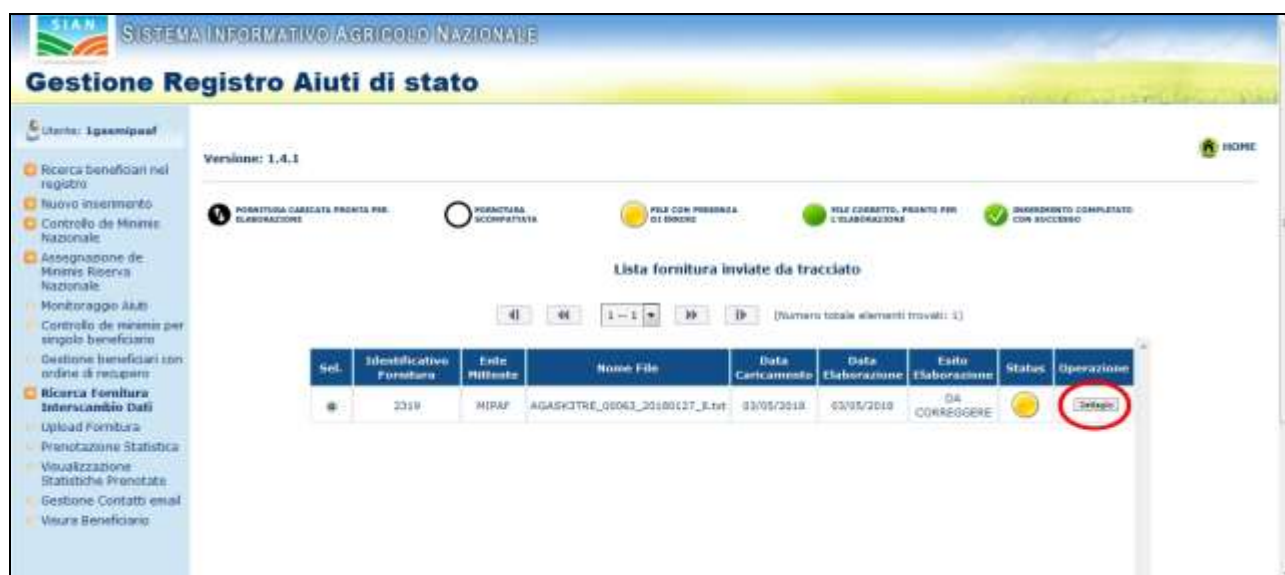 SIAN SISTEMA INFORMATIVO AGRICOLO NAZIONALE
Gestione Registro Aiuti di stato
Utente:
HOME
Versione: 1.4.1
Ricerca beneficiari nel
registro
Nuovo inserimento
Controllo de Minimis
Nazionale
Assegnazione de
Minimis Riserva
Nazionale
Monitoraggio Aiuti
Controllo de minimis per
singolo beneficiario
Gestione beneficiari con
ordine di recupero
Ricerca Fornitura
Interscambio Dati
Upload Fornitura
Prenotazione Statistica
Visualizzazione
Statistiche Prenotate
Gestione Contatti email
Visura Beneficiario
FORNITURA CARICATA PRONTA PER
ELABORAZIONE
FORNITURA
SCOMPATTATA
FILE CON PRESENZA
DI ERRORI
FILE CORRETTO, PRONTO PER
L'ELABORAZIONE
INSERIMENTO COMPLETATO
CON SUCCESSO
Lista fornitura inviate da tracciato
1 -- 1
[Numero totale elementi trovati: 1]
Sel. Identificativo Fornitura Ente Mittente Nome File Data Caricamento Data Elaborazione Esito Elaborazione Status Operazione
2319 MIPAF 03/05/2018 03/05/2018 DA CORREGGERE Dettaglio